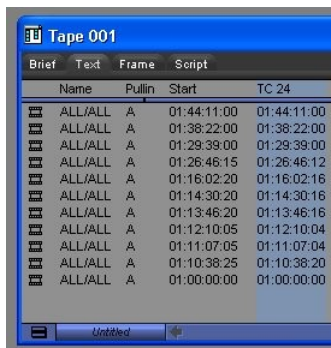 Tape 001
Brief Text Frame Script
Name Pullin Start TC 24
ALL/ALL A 01:44:11:00 01:44:11:00
ALL/ALL A 01:38:22:00 01:38:22:00
ALL/ALL A 01:29:39:00 01:29:39:00
ALL/ALL A 01:26:46:15 01:26:46:12
ALL/ALL A 01:16:02:20 01:16:02:16
ALL/ALL A 01:14:30:20 01:14:30:16
ALL/ALL A 01:13:46:20 01:13:46:16
ALL/ALL A 01:12:10:05 01:12:10:04
ALL/ALL A 01:11:07:05 01:11:07:04
ALL/ALL A 01:10:38:25 01:10:38:20
ALL/ALL A 01:00:00:00 01:00:00:00
Untitled